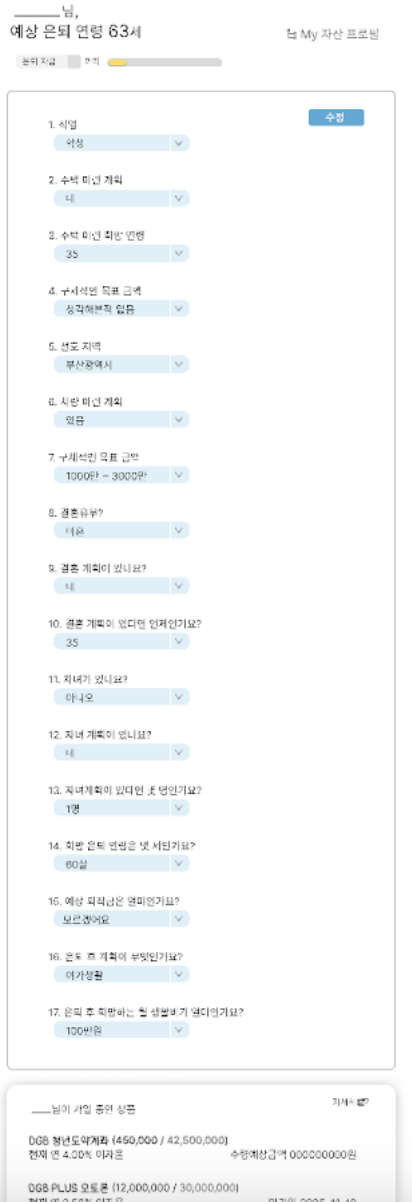 ______님,
예상 은퇴 연령 63세
My 자산 프로필
은퇴 자금
수정
1. 직업
학생
2. 주택 마련 계획
네
3. 주택 마련 희망 연령
35
4. 구체적인 목표 금액
생각해본적 없음
5. 선호 지역
부산광역시
6. 차량 마련 계획
있음
7. 구체적인 목표 금액
1000만 ~ 3000만
8. 결혼유무?
미혼
9. 결혼 계획이 있나요?
네
10. 결혼 계획이 있다면 언제인가요?
35
11. 자녀가 있나요?
아니오
12. 자녀 계획이 있나요?
네
13. 자녀계획이 있다면 몇 명인가요?
1명
14. 희망 은퇴 연령은 몇 세인가요?
60살
15. 예상 퇴직금은 얼마인가요?
모르겠어요
16. 은퇴 후 계획이 무엇인가요?
여가생활
17. 은퇴 후 희망하는 월 생활비가 얼마인가요?
100만원
____님이 가입 중인 상품
자세히
DGB 청년도약계좌 (450,000 / 42,500,000)
현재 연 4.00% 이자율
수령예상금액 000000000원
DGB PLUS 오토론 (12,000,000 / 30,000,000)